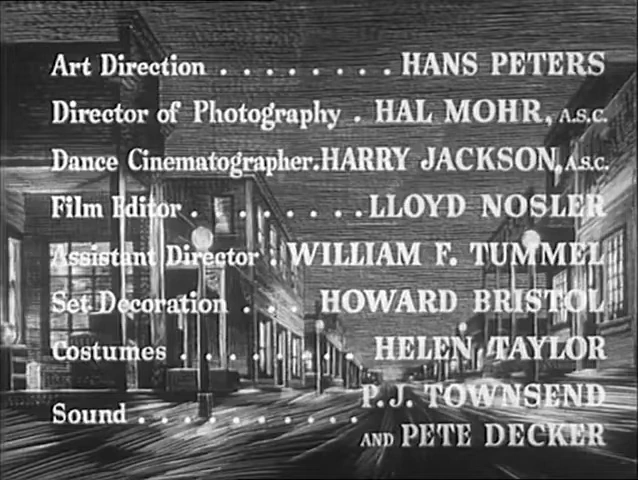 Art Direction . . . . . . . . HANS PETERS
Director of Photography . HAL MOHR, A.S.C.
Dance Cinematographer.HARRY JACKSON, A.S.C.
Film Editor . . . . . . . . LLOYD NOSLER
Assistant Director . WILLIAM F. TUMMEL
Set Decoration . . . HOWARD BRISTOL
Costumes . . . . . . . . HELEN TAYLOR
Sound . . . . . . . . . . . P. J. TOWNSEND
AND PETE DECKER